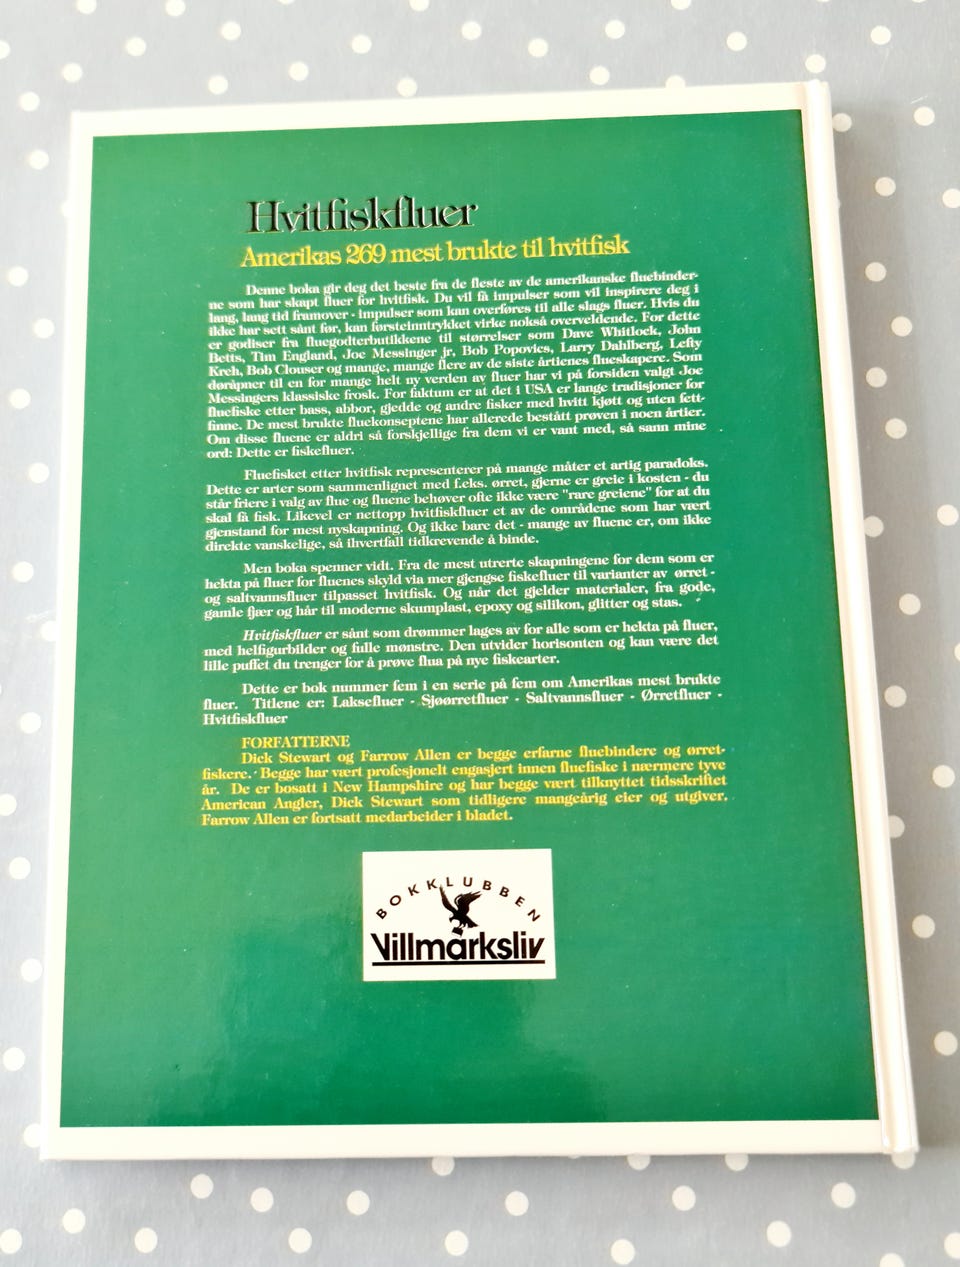 Hvitfiskfluer
Amerikas 269 mest brukte til hvitfisk
Denne boka gir deg det beste fra de fleste av de amerikanske fluebinder-
ne som har skapt fluer for hvitfisk. Du vil få impulser som vil inspirere deg i
lang, lang tid framover - impulser som kan overføres til alle slags fluer. Hvis du
ikke har sett sånt før, kan førsteinntrykket virke nokså overveldende. For dette
er godiser fra fluegodterbutikkene til størrelser som Dave Whitlock, John
Betts, Tim England, Joe Messinger jr, Bob Popovics, Larry Dahlberg, Lefty
Kreh, Bob Clouser og mange, mange flere av de siste årtienes flueskapere. Som
døråpner til en for mange helt ny verden av fluer har vi på forsiden valgt Joe
Messingers klassiske frosk. For faktum er at det i USA er lange tradisjoner for
fluefiske etter bass, abbor, gjedde og andre fisker med hvitt kjøtt og uten fett-
finne. De mest brukte fluekonseptene har allerede bestått prøven i noen årtier.
Om disse fluene er aldri så forskjellige fra dem vi er vant med, så sann mine
ord: Dette er fiskefluer.
Fluefisket etter hvitfisk representerer på mange måter et artig paradoks.
Dette er arter som sammenlignet med f.eks. ørret, gjerne er greie i kosten - du
står friere i valg av flue og fluene behøver ofte ikke være "rare greiene" for at du
skal få fisk. Likevel er nettopp hvitfiskfluer et av de områdene som har vært
gjenstand for mest nyskapning. Og ikke bare det - mange av fluene er, om ikke
direkte vanskelige, så ihvertfall tidkrevende å binde.
Men boka spenner vidt. Fra de mest utrerte skapningene for dem som er
hekta på fluer for fluenes skyld via mer gjengse fiskefluer til varianter av ørret -
og saltvannsfluer tilpasset hvitfisk. Og når det gjelder materialer, fra gode,
gamle fjær og hår til moderne skumplast, epoxy og silikon, glitter og stas.
Hvitfiskfluer er sånt som drømmer lages av for alle som er hekta på fluer,
med helfigurbilder og fulle mønstre. Den utvider horisonten og kan være det
lille puffet du trenger for å prøve flua på nye fiskearter.
Dette er bok nummer fem i en serie på fem om Amerikas mest brukte
fluer. Titlene er: Laksefluer - Sjøørretfluer - Saltvannsfluer - Ørretfluer -
Hvitfiskfluer
FORFATTERNE
Dick Stewart og Farrow Allen er begge erfarne fluebindere og ørret-
fiskere. Begge har vært profesjonelt engasjert innen fluefiske i nærmere tyve
år. De er bosatt i New Hampshire og har begge vært tilknyttet tidsskriftet
American Angler, Dick Stewart som tidligere mangeårig eier og utgiver.
Farrow Allen er fortsatt medarbeider i bladet.
BOKKLUBBEN
Villmarksliv